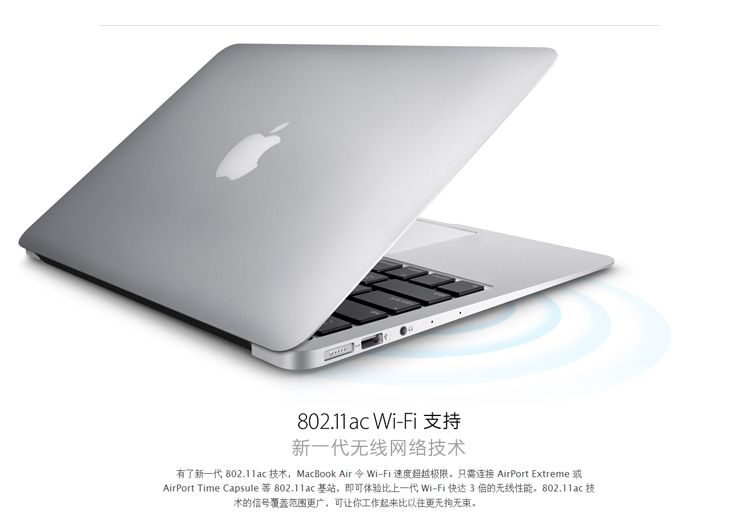 802.11ac Wi-Fi 支持
新一代无线网络技术
有了新一代 802.11ac 技术，MacBook Air 令 Wi-Fi 速度超越极限。只需连接 AirPort Extreme 或
AirPort Time Capsule 等 802.11ac 基站，即可体验比上一代 Wi-Fi 快达 3 倍的无线性能。802.11ac 技
术的信号覆盖范围更广，可让你工作起来比以往更无拘无束。